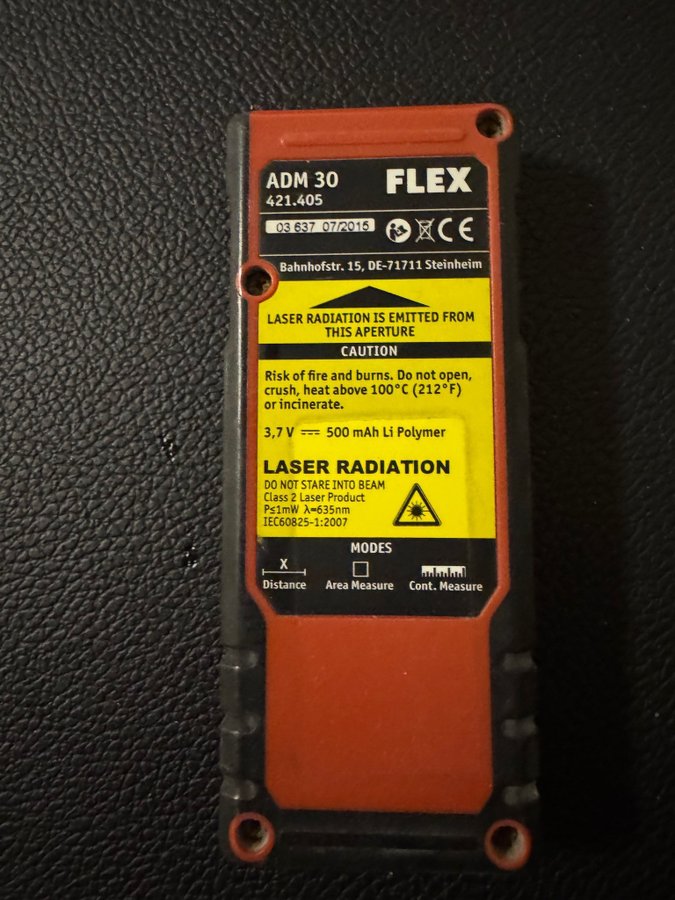 ADM 30 FLEX
421.405
03 637 07/2015 CE
Bahnhofstr. 15, DE-71711 Steinheim
LASER RADIATION IS EMITTED FROM
THIS APERTURE
CAUTION
Risk of fire and burns. Do not open,
crush, heat above 100°C (212°F)
or incinerate.
3,7 V ⎓ 500 mAh Li Polymer
LASER RADIATION
DO NOT STARE INTO BEAM
Class 2 Laser Product
P≤1mW λ=635nm
IEC60825-1:2007
MODES
X
Distance Area Measure Cont. Measure